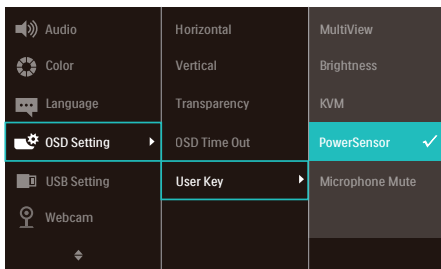 Audio
Color
Language
OSD Setting
USB Setting
Webcam
Horizontal
Vertical
Transparency
OSD Time Out
User Key
MultiView
Brightness
KVM
PowerSensor
Microphone Mute